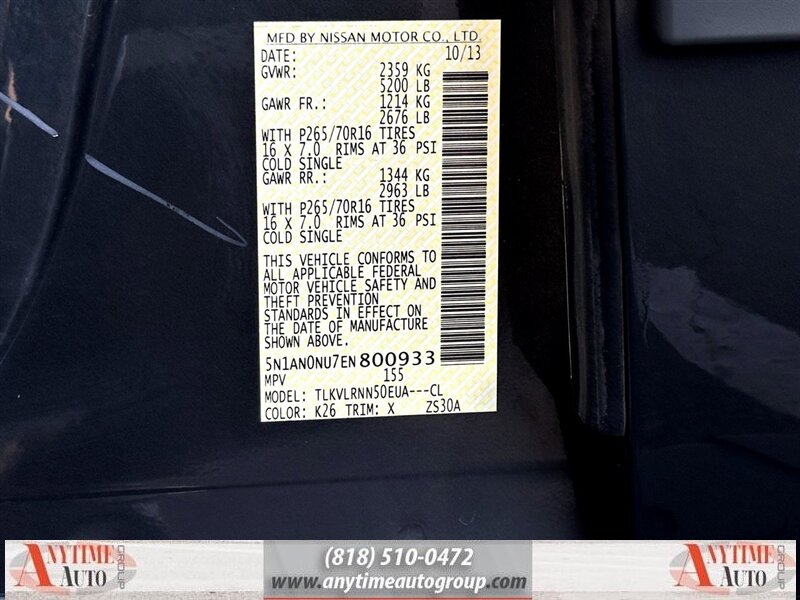 MFD BY NISSAN MOTOR CO., LTD.
DATE: 10/13
GVWR: 2359 KG
5200 LB
GAWR FR.: 1214 KG
2676 LB
WITH P265/70R16 TIRES
16 X 7.0 RIMS AT 36 PSI
COLD SINGLE
GAWR RR.: 1344 KG
2963 LB
WITH P265/70R16 TIRES
16 X 7.0 RIMS AT 36 PSI
COLD SINGLE
THIS VEHICLE CONFORMS TO
ALL APPLICABLE FEDERAL
MOTOR VEHICLE SAFETY AND
THEFT PREVENTION
STANDARDS IN EFFECT ON
THE DATE OF MANUFACTURE
SHOWN ABOVE.
5N1AN0NU7EN800933
MPV 155
MODEL: TLKVLRNN50EUA---CL
COLOR: K26 TRIM: X ZS30A
ANYTIME AUTO GROUP
(818) 510-0472
www.anytimeautogroup.com
ANYTIME AUTO GROUP